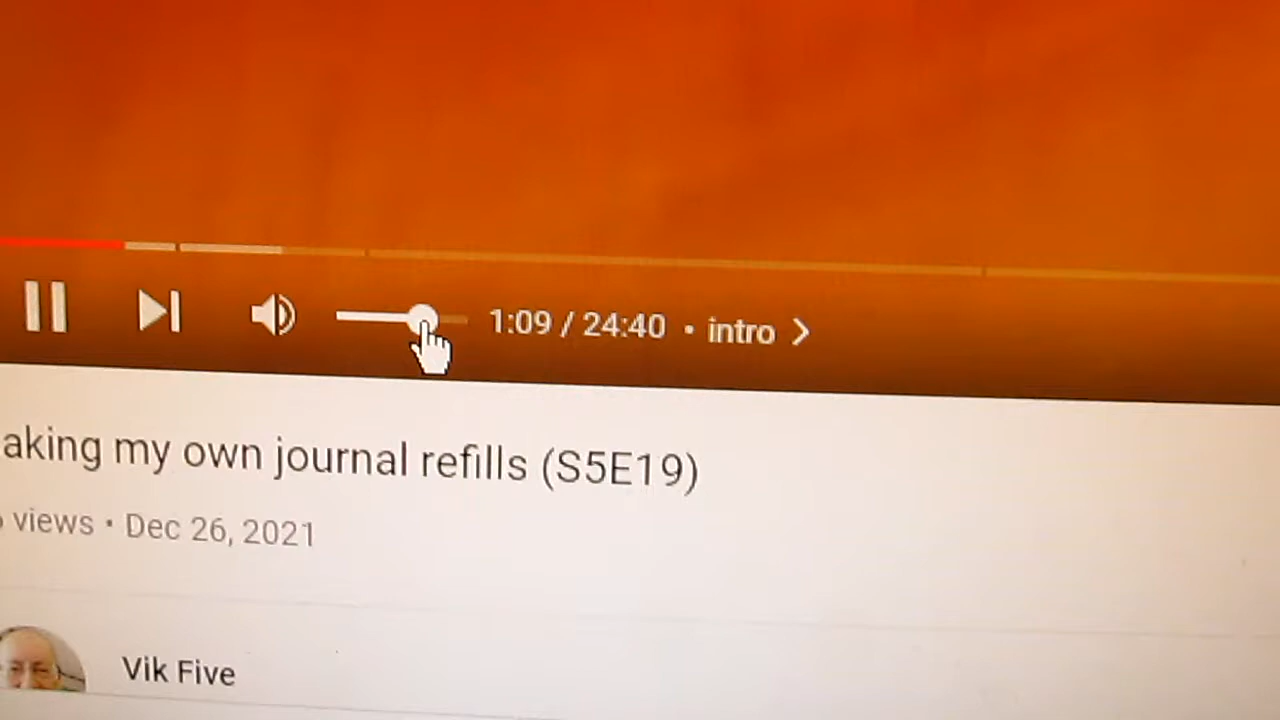 1:09 / 24:40 • intro >
aking my own journal refills (S5E19)
views • Dec 26, 2021
Vik Five